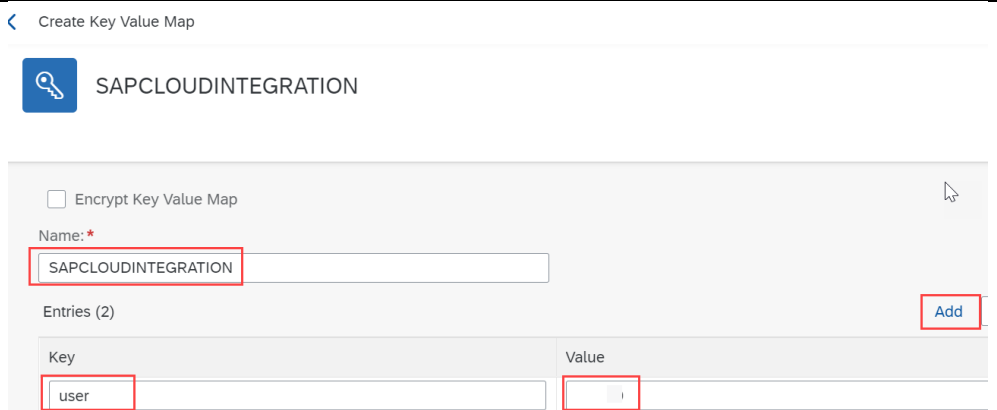 Create Key Value Map
SAPCLOUDINTEGRATION
Encrypt Key Value Map
Name:*
SAPCLOUDINTEGRATION
Entries (2) Add
Key Value
user